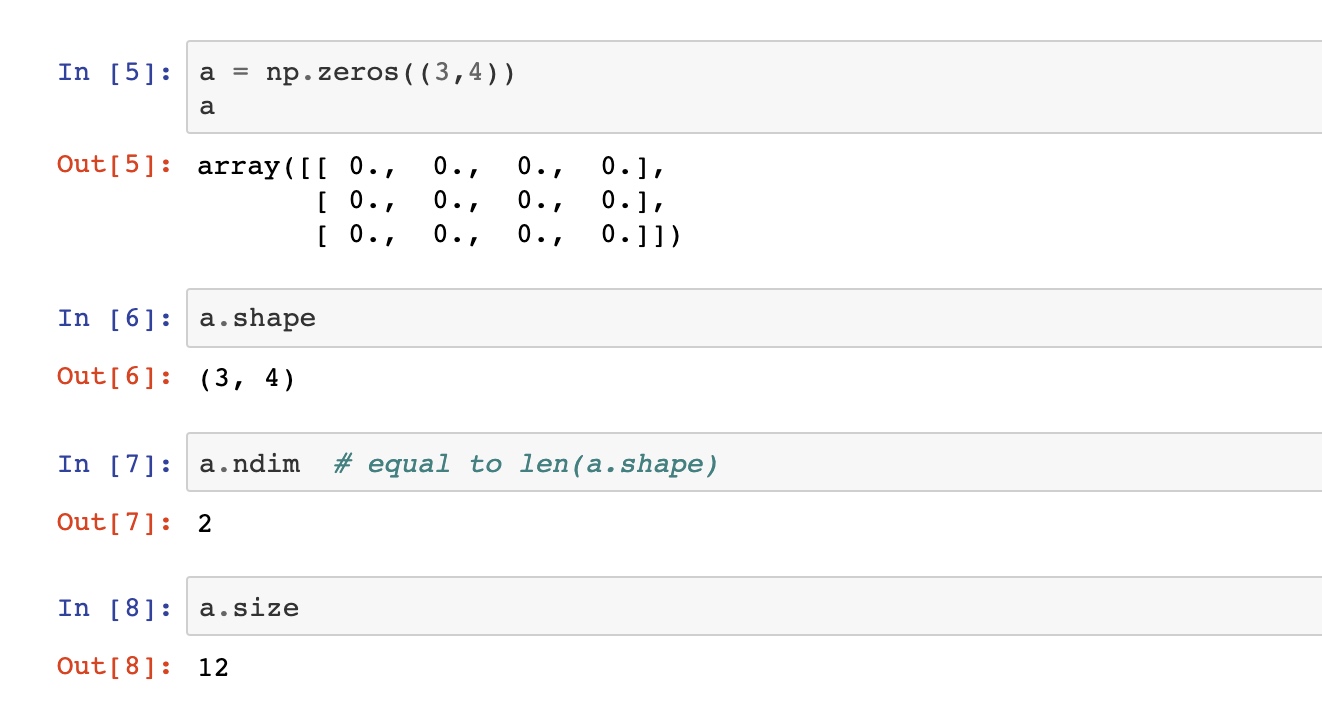 In [5]: a = np.zeros((3,4))
a
Out[5]: array([[ 0.,  0.,  0.,  0.],
       [ 0.,  0.,  0.,  0.],
       [ 0.,  0.,  0.,  0.]])
In [6]: a.shape
Out[6]: (3, 4)
In [7]: a.ndim  # equal to len(a.shape)
Out[7]: 2
In [8]: a.size
Out[8]: 12